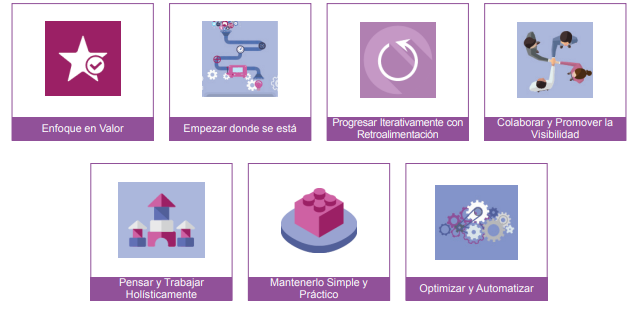 Enfoque en Valor
Empezar donde se está
Progresar Iterativamente con
Retroalimentación
Colaborar y Promover la
Visibilidad
Pensar y Trabajar
Holísticamente
Mantenerlo Simple y
Práctico
Optimizar y Automatizar